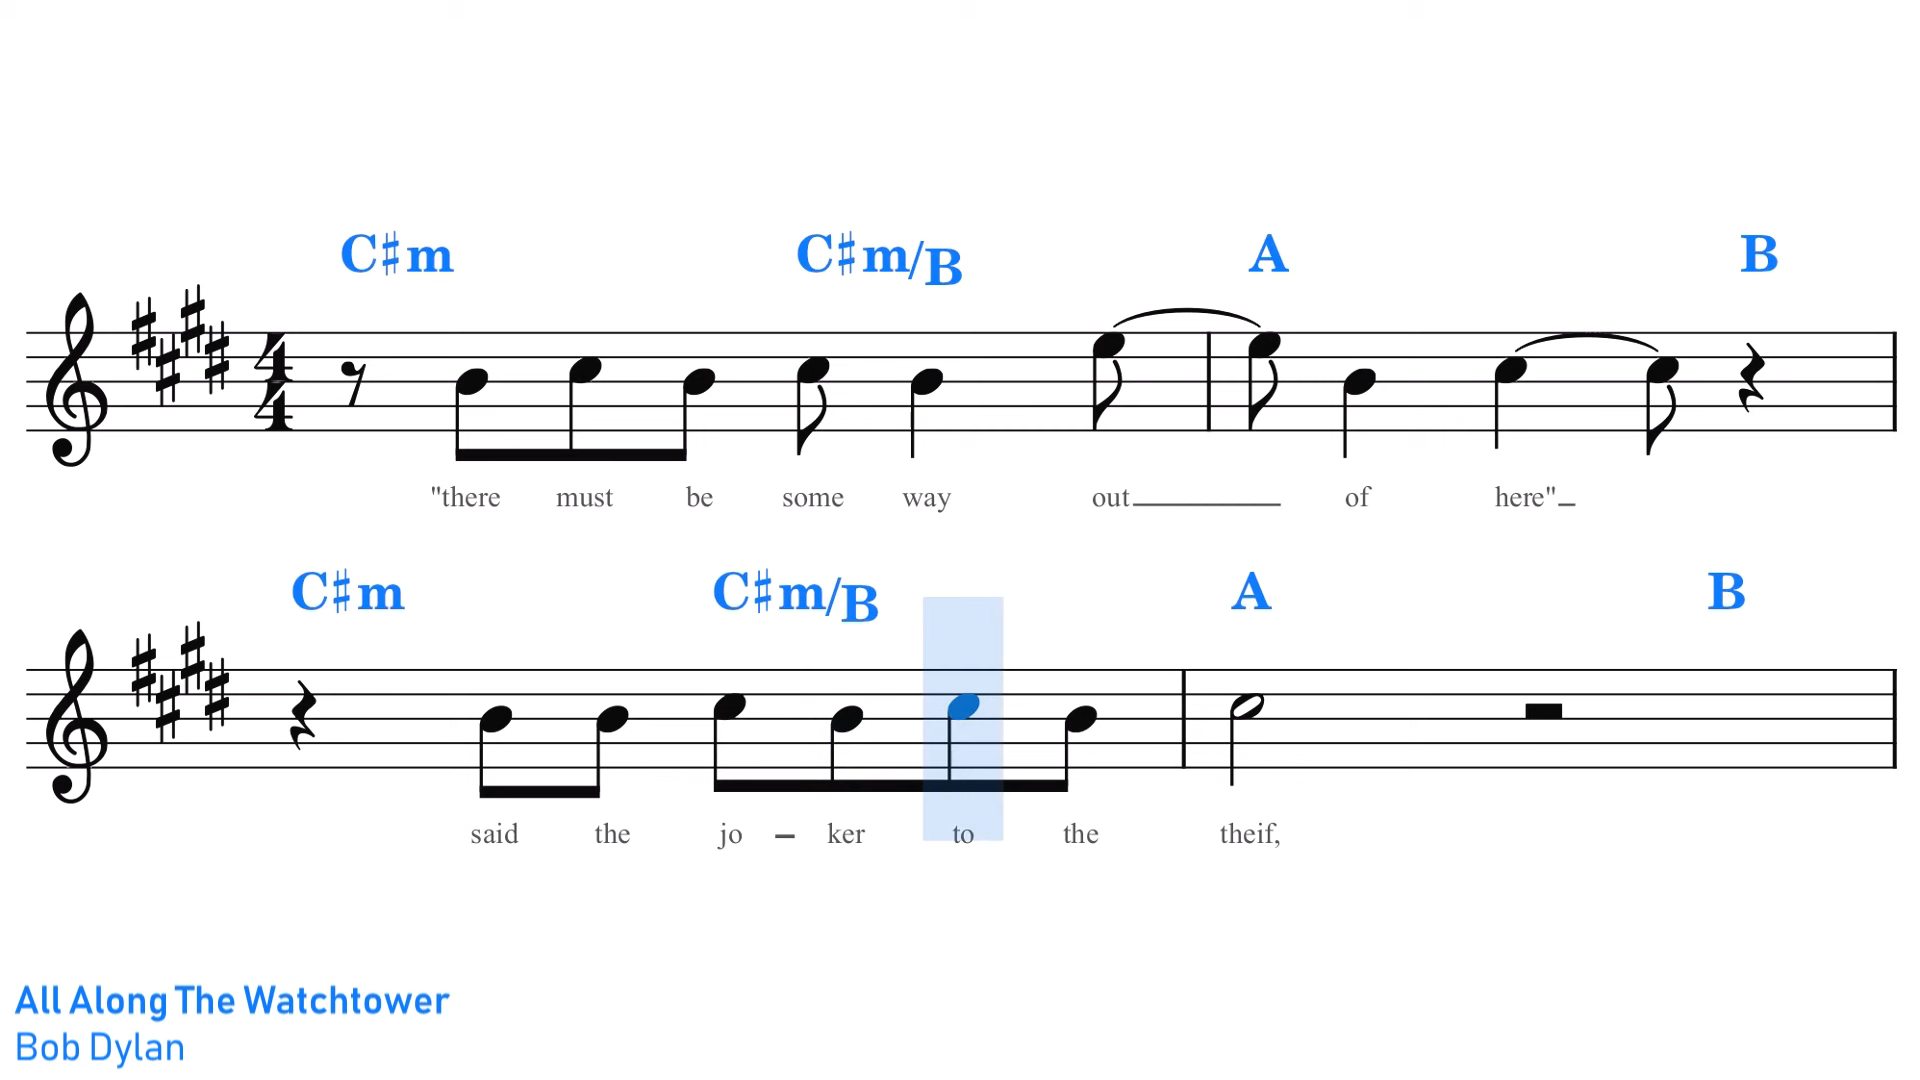 C♯m C♯m/B A B
"there must be some way out of here"
C♯m C♯m/B A B
said the jo - ker to the theif,
All Along The Watchtower
Bob Dylan